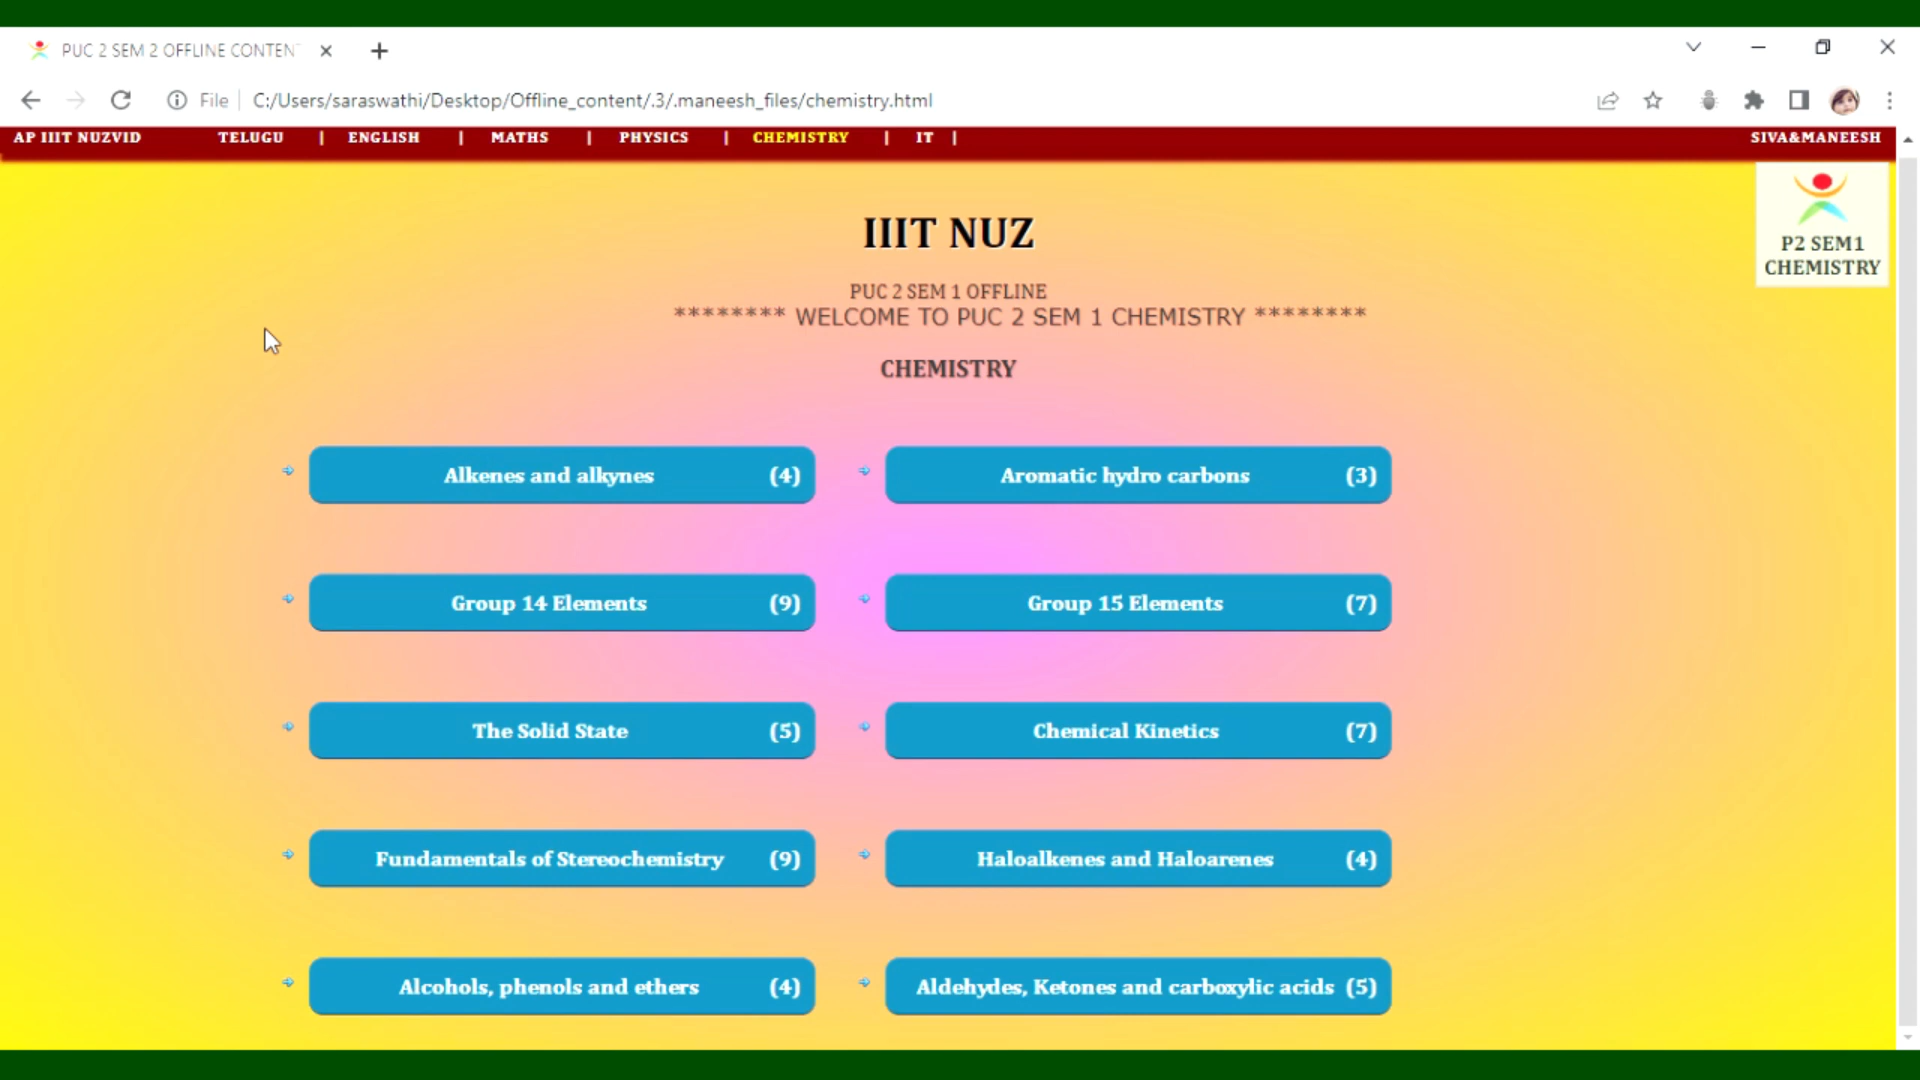 PUC 2 SEM 2 OFFLINE CONTEN
File C:/Users/saraswathi/Desktop/Offline_content/.3/.maneesh_files/chemistry.html
AP IIIT NUZVID TELUGU | ENGLISH | MATHS | PHYSICS | CHEMISTRY | IT | SIVA&MANEESH
P2 SEM1
CHEMISTRY
IIIT NUZ
PUC 2 SEM 1 OFFLINE
******** WELCOME TO PUC 2 SEM 1 CHEMISTRY ********
CHEMISTRY
Alkenes and alkynes (4)
Aromatic hydro carbons (3)
Group 14 Elements (9)
Group 15 Elements (7)
The Solid State (5)
Chemical Kinetics (7)
Fundamentals of Stereochemistry (9)
Haloalkenes and Haloarenes (4)
Alcohols, phenols and ethers (4)
Aldehydes, Ketones and carboxylic acids (5)